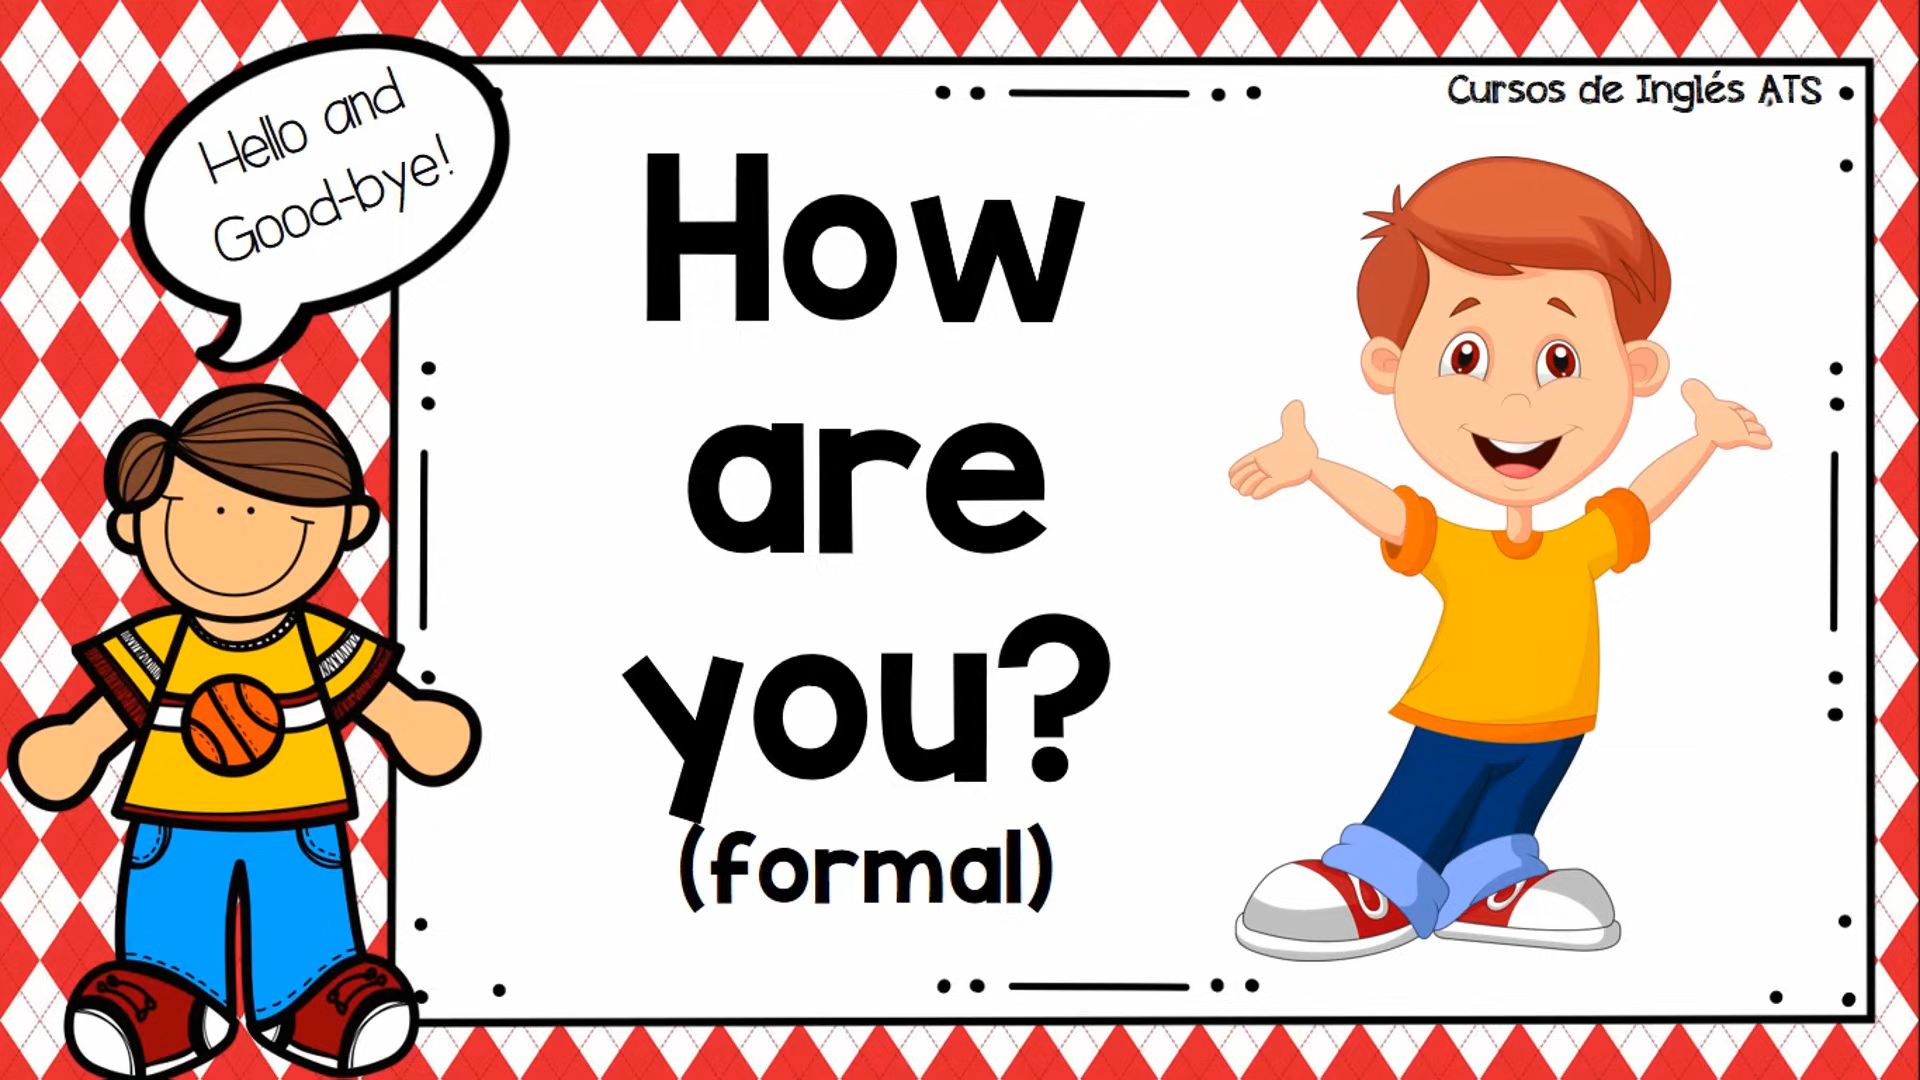 Hello and
Good-bye!
Cursos de Inglés ATS
How
are
you?
(formal)